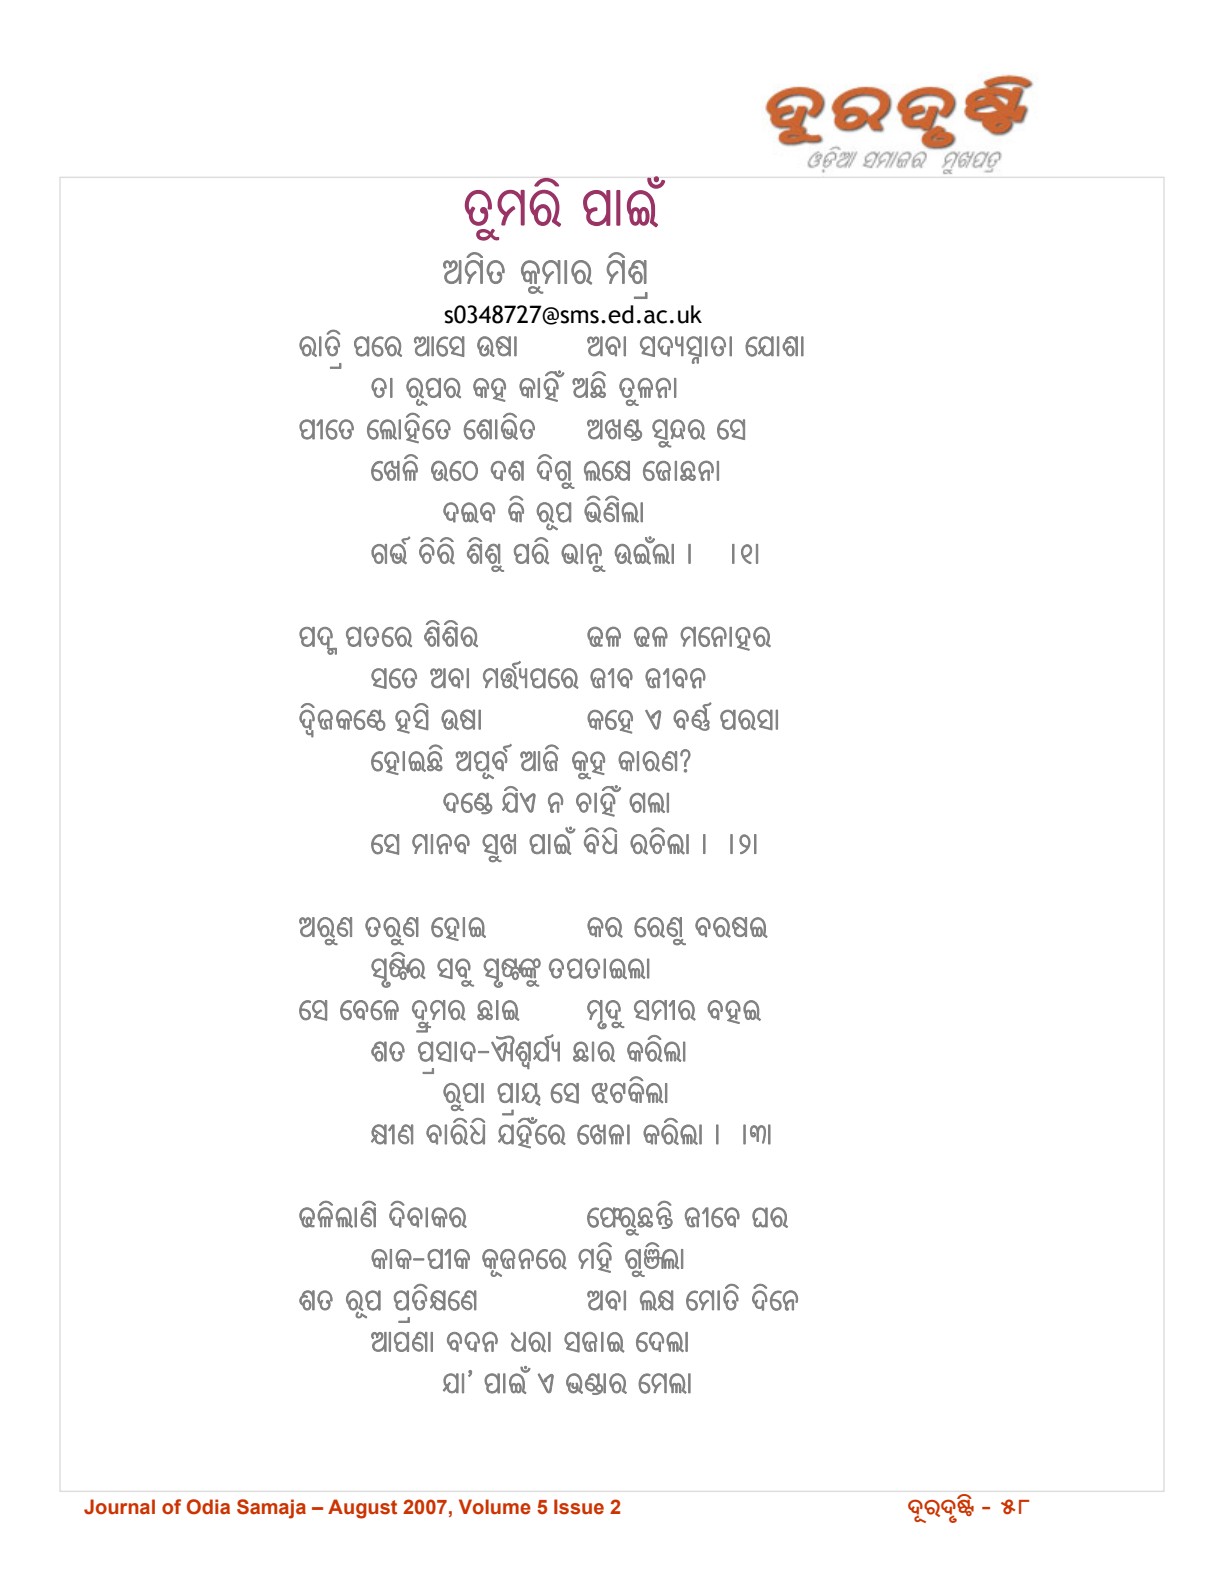 ଦୂରଦୃଷ୍ଟି
ଓଡ଼ିଆ ସମାଜର ମୁଖପତ୍ର
ତୁମରି ପାଇଁ
ଅମିତ କୁମାର ମିଶ୍ର
s0348727@sms.ed.ac.uk
ରାତ୍ରି ପରେ ଆସେ ଉଷା ଅବା ସଦ୍ୟସ୍ନାତା ଯୋଶା
ତା ରୂପର କହ କାହିଁ ଅଛି ତୁଳନା
ପୀତେ ଲୋହିତେ ଶୋଭିତ ଅଖଣ୍ଡ ସୁନ୍ଦର ସେ
ଖେଳି ଉଠେ ଦଶ ଦିଗୁ ଲକ୍ଷେ ଜୋଛନା
ଦଇବ କି ରୂପ ଭିଣିଲା
ଗର୍ଭ ଚିରି ଶିଶୁ ପରି ଭାନୁ ଉଇଁଲା । ।୧।
ପଦ୍ମ ପତରେ ଶିଶିର ଢଳ ଢଳ ମନୋହର
ସତେ ଅବା ମର୍ତ୍ତ୍ୟପରେ ଜୀବ ଜୀବନ
ଦ୍ୱିଜକଣ୍ଠେ ହସି ଉଷା କହେ ଏ ବର୍ଣ୍ଣ ପରସା
ହୋଇଛି ଅପୂର୍ବ ଆଜି କୁହ କାରଣ?
ଦଣ୍ଡେ ଯିଏ ନ ଚାହିଁ ଗଲା
ସେ ମାନବ ସୁଖ ପାଇଁ ବିଧି ରଚିଲା । ।୨।
ଅରୁଣ ତରୁଣ ହୋଇ କର ରେଣୁ ବରଷଇ
ସୃଷ୍ଟିର ସବୁ ସୃଷ୍ଟଙ୍କୁ ତପତାଇଲା
ସେ ବେଳେ ଦ୍ରୁମର ଛାଇ ମୃଦୁ ସମୀର ବହଇ
ଶତ ପ୍ରସାଦ-ଐଶ୍ୱର୍ଯ୍ୟ ଛାର କରିଲା
ରୁପା ପ୍ରାୟ ସେ ଝଟକିଲା
କ୍ଷୀଣ ବାରିଧି ଯହିଁରେ ଖେଳା କରିଲା । ।୩।
ଢଳିଲାଣି ଦିବାକର ଫେରୁଛନ୍ତି ଜୀବେ ଘର
କାକ-ପୀକ କୂଜନରେ ମହି ଗୁଞ୍ଜିଲା
ଶତ ରୂପ ପ୍ରତିକ୍ଷଣେ ଅବା ଲକ୍ଷ ମୋତି ଦିନେ
ଆପଣା ବଦନ ଧରା ସଜାଇ ଦେଲା
ଯା’ ପାଇଁ ଏ ଭଣ୍ଡାର ମେଲା
Journal of Odia Samaja – August 2007, Volume 5 Issue 2 ଦୂରଦୃଷ୍ଟି - ୫୮